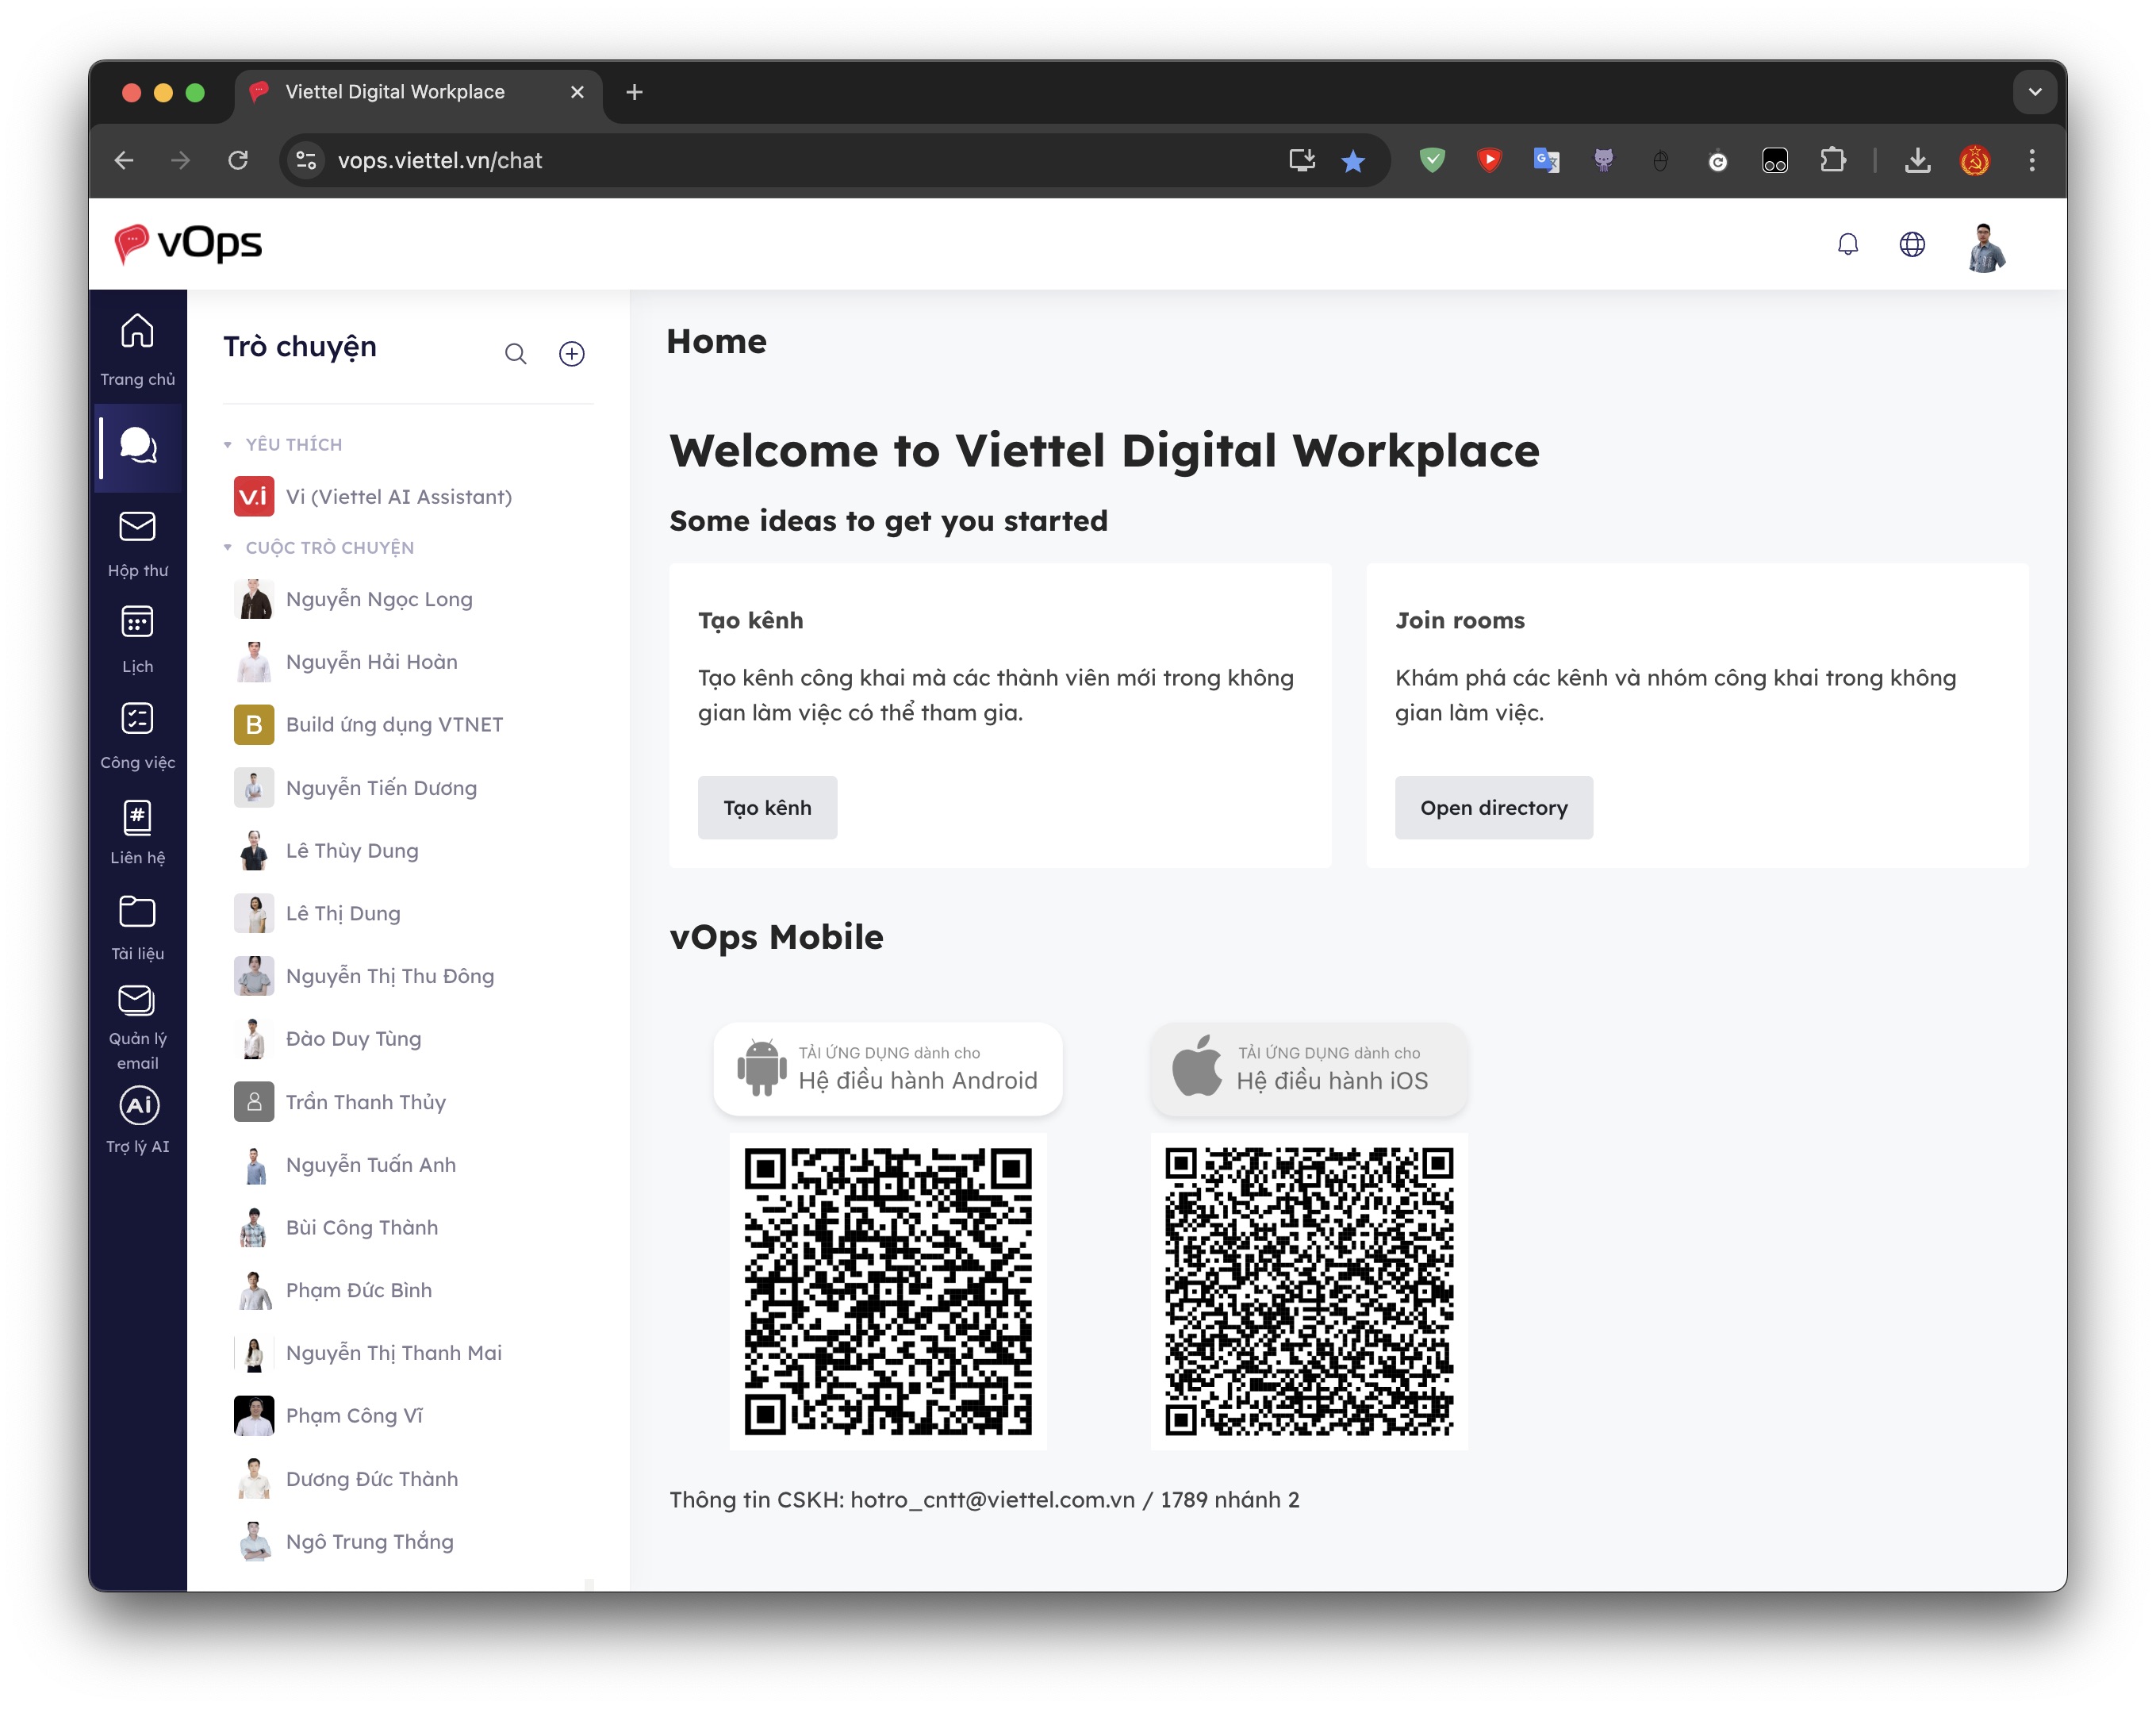 Viettel Digital Workplace
vops.viettel.vn/chat
vOps
Trang chủ
Hộp thư
Lịch
Công việc
Liên hệ
Tài liệu
Quản lý
email
Ai
Trợ lý AI
Trò chuyện
YÊU THÍCH
v.i Vi (Viettel AI Assistant)
CUỘC TRÒ CHUYỆN
Nguyễn Ngọc Long
Nguyễn Hải Hoàn
B Build ứng dụng VTNET
Nguyễn Tiến Dương
Lê Thùy Dung
Lê Thị Dung
Nguyễn Thị Thu Đông
Đào Duy Tùng
Trần Thanh Thủy
Nguyễn Tuấn Anh
Bùi Công Thành
Phạm Đức Bình
Nguyễn Thị Thanh Mai
Phạm Công Vĩ
Dương Đức Thành
Ngô Trung Thắng
Home
Welcome to Viettel Digital Workplace
Some ideas to get you started
Tạo kênh
Tạo kênh công khai mà các thành viên mới trong không
gian làm việc có thể tham gia.
Tạo kênh
Join rooms
Khám phá các kênh và nhóm công khai trong không
gian làm việc.
Open directory
vOps Mobile
TẢI ỨNG DỤNG dành cho
Hệ điều hành Android
TẢI ỨNG DỤNG dành cho
Hệ điều hành iOS
Thông tin CSKH: hotro_cntt@viettel.com.vn / 1789 nhánh 2